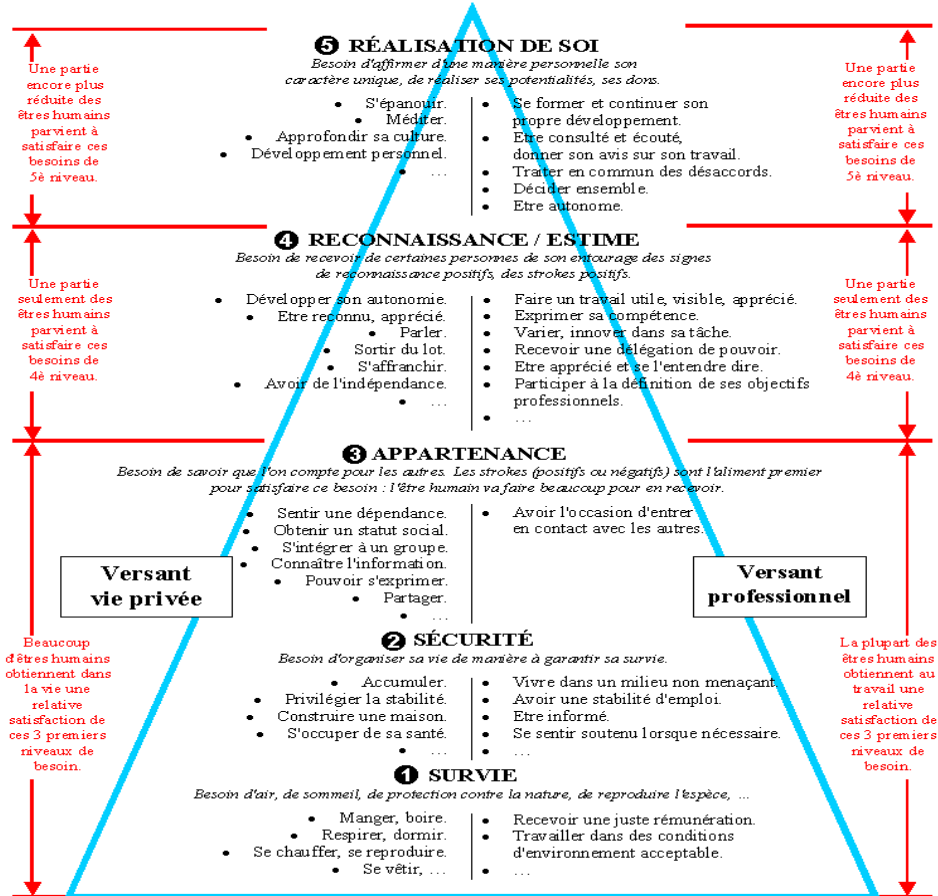 ❺ RÉALISATION DE SOI
Besoin d'affirmer d'une manière personnelle son
caractère unique, de réaliser ses potentialités, ses dons.
• S'épanouir.
• Méditer.
• Approfondir sa culture.
• Développement personnel.
• ...
• Se former et continuer son
propre développement.
• Etre consulté et écouté,
donner son avis sur son travail.
• Traiter en commun des désaccords.
• Décider ensemble.
• Etre autonome.
Une partie
encore plus
réduite des
êtres humains
parvient à
satisfaire ces
besoins de
5è niveau.
Une partie
encore plus
réduite des
êtres humains
parvient à
satisfaire ces
besoins de
5è niveau.
❹ RECONNAISSANCE / ESTIME
Besoin de recevoir de certaines personnes de son entourage des signes
de reconnaissance positifs, des strokes positifs.
• Développer son autonomie.
• Etre reconnu, apprécié.
• Parler.
• Sortir du lot.
• S'affranchir.
• Avoir de l'indépendance.
• ...
• Faire un travail utile, visible, apprécié.
• Exprimer sa compétence.
• Varier, innover dans sa tâche.
• Recevoir une délégation de pouvoir.
• Etre apprécié et se l'entendre dire.
• Participer à la définition de ses objectifs
professionnels.
• ...
Une partie
seulement des
êtres humains
parvient à
satisfaire ces
besoins de
4è niveau.
Une partie
seulement des
êtres humains
parvient à
satisfaire ces
besoins de
4è niveau.
❸ APPARTENANCE
Besoin de savoir que l'on compte pour les autres. Les strokes (positifs ou négatifs) sont l'aliment premier
pour satisfaire ce besoin : l'être humain va faire beaucoup pour en recevoir.
• Sentir une dépendance.
• Obtenir un statut social.
• S'intégrer à un groupe.
• Connaître l'information.
• Pouvoir s'exprimer.
• Partager.
• ...
• Avoir l'occasion d'entrer
en contact avec les autres.
Versant
vie privée
Versant
professionnel
❷ SÉCURITÉ
Besoin d'organiser sa vie de manière à garantir sa survie.
• Accumuler.
• Privilégier la stabilité.
• Construire une maison.
• S'occuper de sa santé.
• ...
• Vivre dans un milieu non menaçant.
• Avoir une stabilité d'emploi.
• Etre informé.
• Se sentir soutenu lorsque nécessaire.
• ...
Beaucoup
d'êtres humains
obtiennent dans
la vie une
relative
satisfaction de
ces 3 premiers
niveaux de
besoin.
La plupart des
êtres humains
obtiennent au
travail une
relative
satisfaction de
ces 3 premiers
niveaux de
besoin.
❶ SURVIE
Besoin d'air, de sommeil, de protection contre la nature, de reproduire l'espèce, ...
• Manger, boire.
• Respirer, dormir.
• Se chauffer, se reproduire.
• Se vêtir, ...
• Recevoir une juste rémunération.
• Travailler dans des conditions
d'environnement acceptable.
• ...